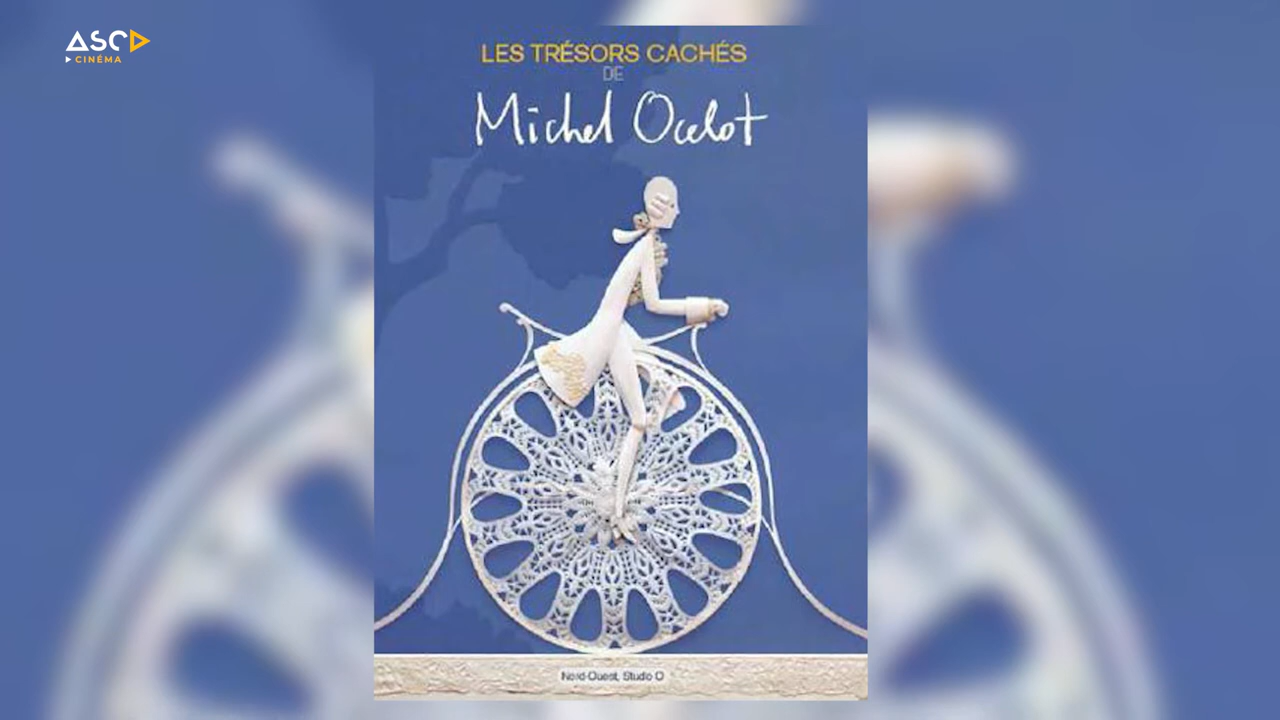 ASC
CINÉMA
LES TRÉSORS CACHÉS
DE
Michel Ocelot
Nord-Ouest, Studio O